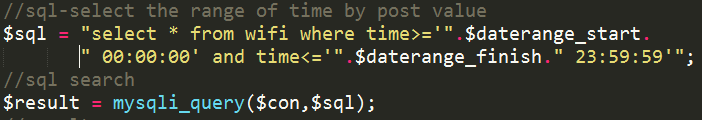 //sql-select the range of time by post value
$sql = "select * from wifi where time>='".$daterange_start.
" 00:00:00' and time<='".$daterange_finish." 23:59:59'";
//sql search
$result = mysqli_query($con,$sql);